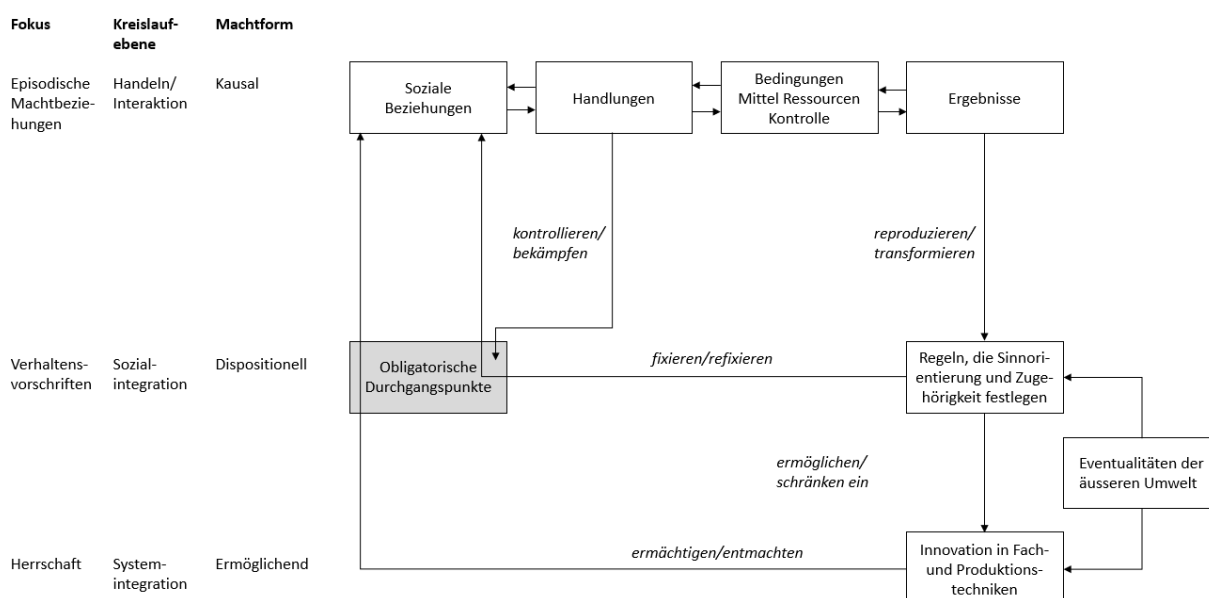 Fokus
Kreislauf-
ebene
Machtform
Episodische
Machtbezie-
hungen
Handeln/
Interaktion
Kausal
Soziale
Beziehungen
Handlungen
Bedingungen
Mittel Ressourcen
Kontrolle
Ergebnisse
kontrollieren/
bekämpfen
reproduzieren/
transformieren
Verhaltens-
vorschriften
Sozial-
integration
Dispositionell
Obligatorische
Durchgangspunkte
fixieren/refixieren
Regeln, die Sinnori-
entierung und Zuge-
hörigkeit festlegen
ermöglichen/
schränken ein
Eventualitäten der
äusseren Umwelt
Herrschaft
System-
integration
Ermöglichend
ermächtigen/entmachten
Innovation in Fach-
und Produktions-
techniken